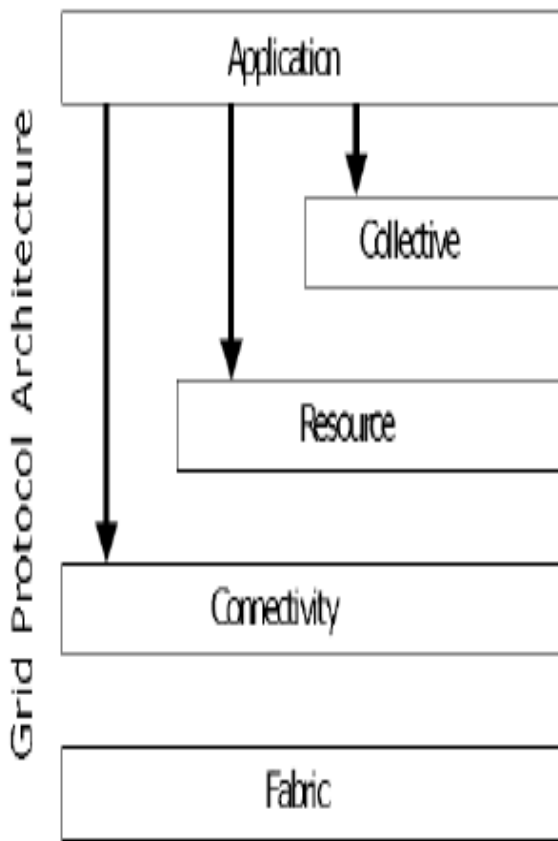 Grid Protocol Architecture
Application
Collective
Resource
Connectivity
Fabric